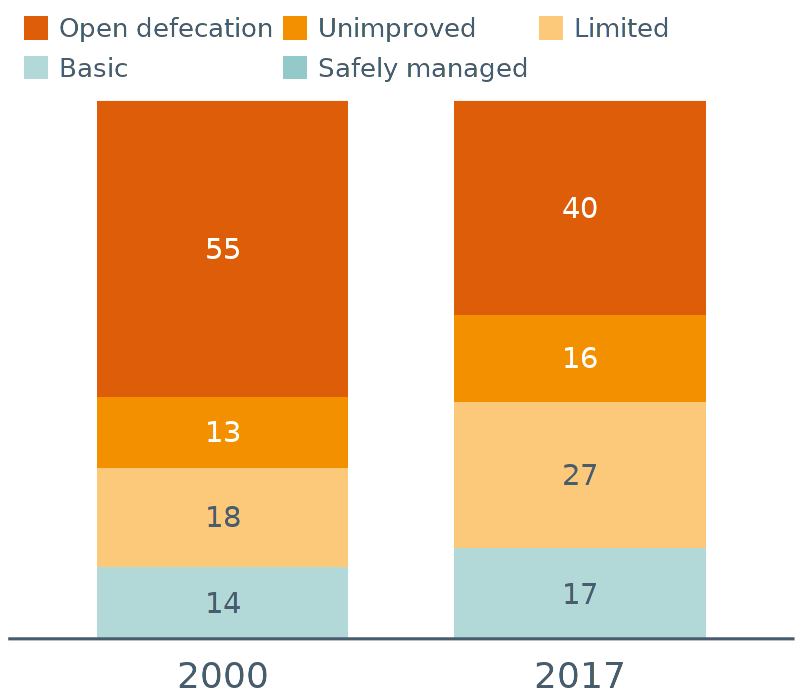 Open defecation Unimproved Limited
Basic Safely managed
55 40
13 16
18 27
14 17
2000 2017